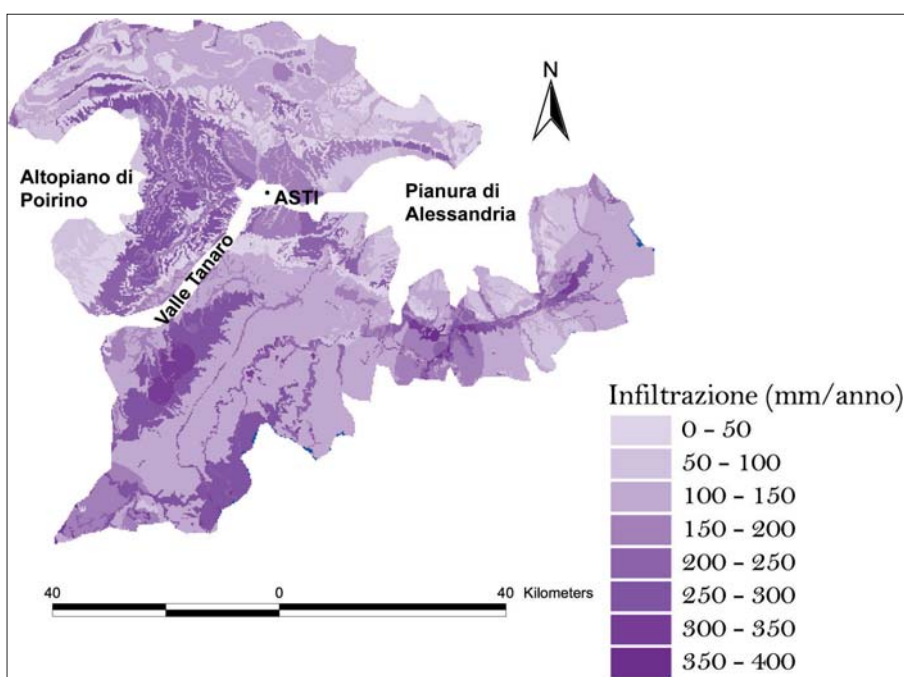 N
Altopiano di
Poirino
ASTI
Pianura di
Alessandria
Valle Tanaro
Infiltrazione (mm/anno)
0 - 50
50 - 100
100 - 150
150 - 200
200 - 250
250 - 300
300 - 350
350 - 400
40 0 40 Kilometers